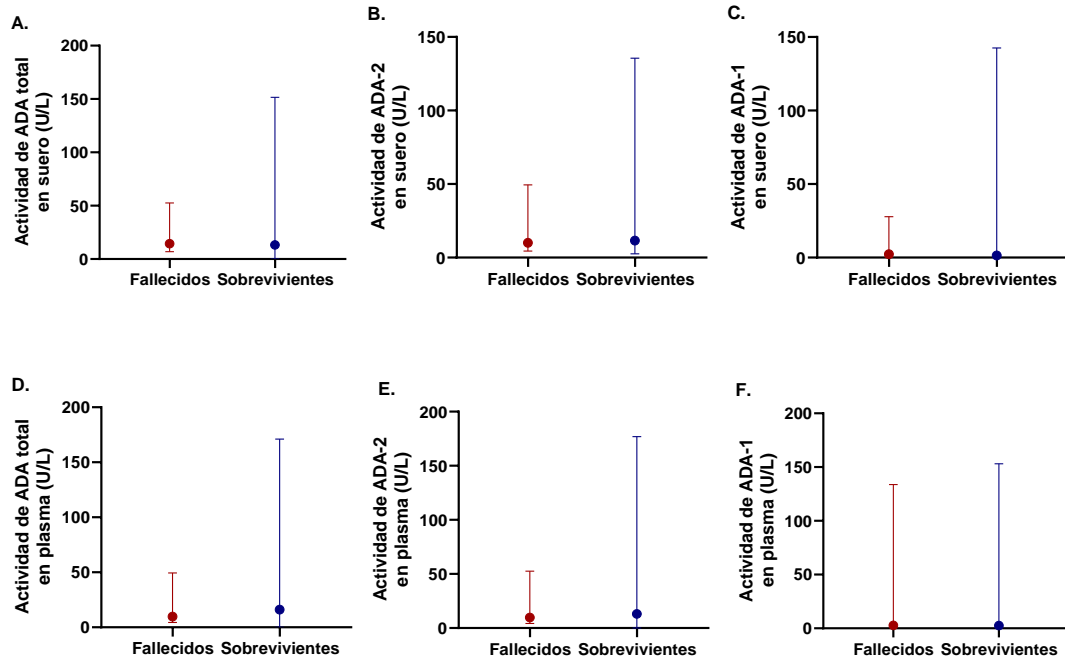 A.
Actividad de ADA total
en suero (U/L)
200
150
100
50
0
Fallecidos Sobrevivientes
B.
Actividad de ADA-2
en suero (U/L)
150
100
50
0
Fallecidos Sobrevivientes
C.
Actividad de ADA-1
en suero (U/L)
150
100
50
0
Fallecidos Sobrevivientes
D.
Actividad de ADA total
en plasma (U/L)
200
150
100
50
0
Fallecidos Sobrevivientes
E.
Actividad de ADA-2
en plasma (U/L)
200
150
100
50
0
Fallecidos Sobrevivientes
F.
Actividad de ADA-1
en plasma (U/L)
200
150
100
50
0
Fallecidos Sobrevivientes